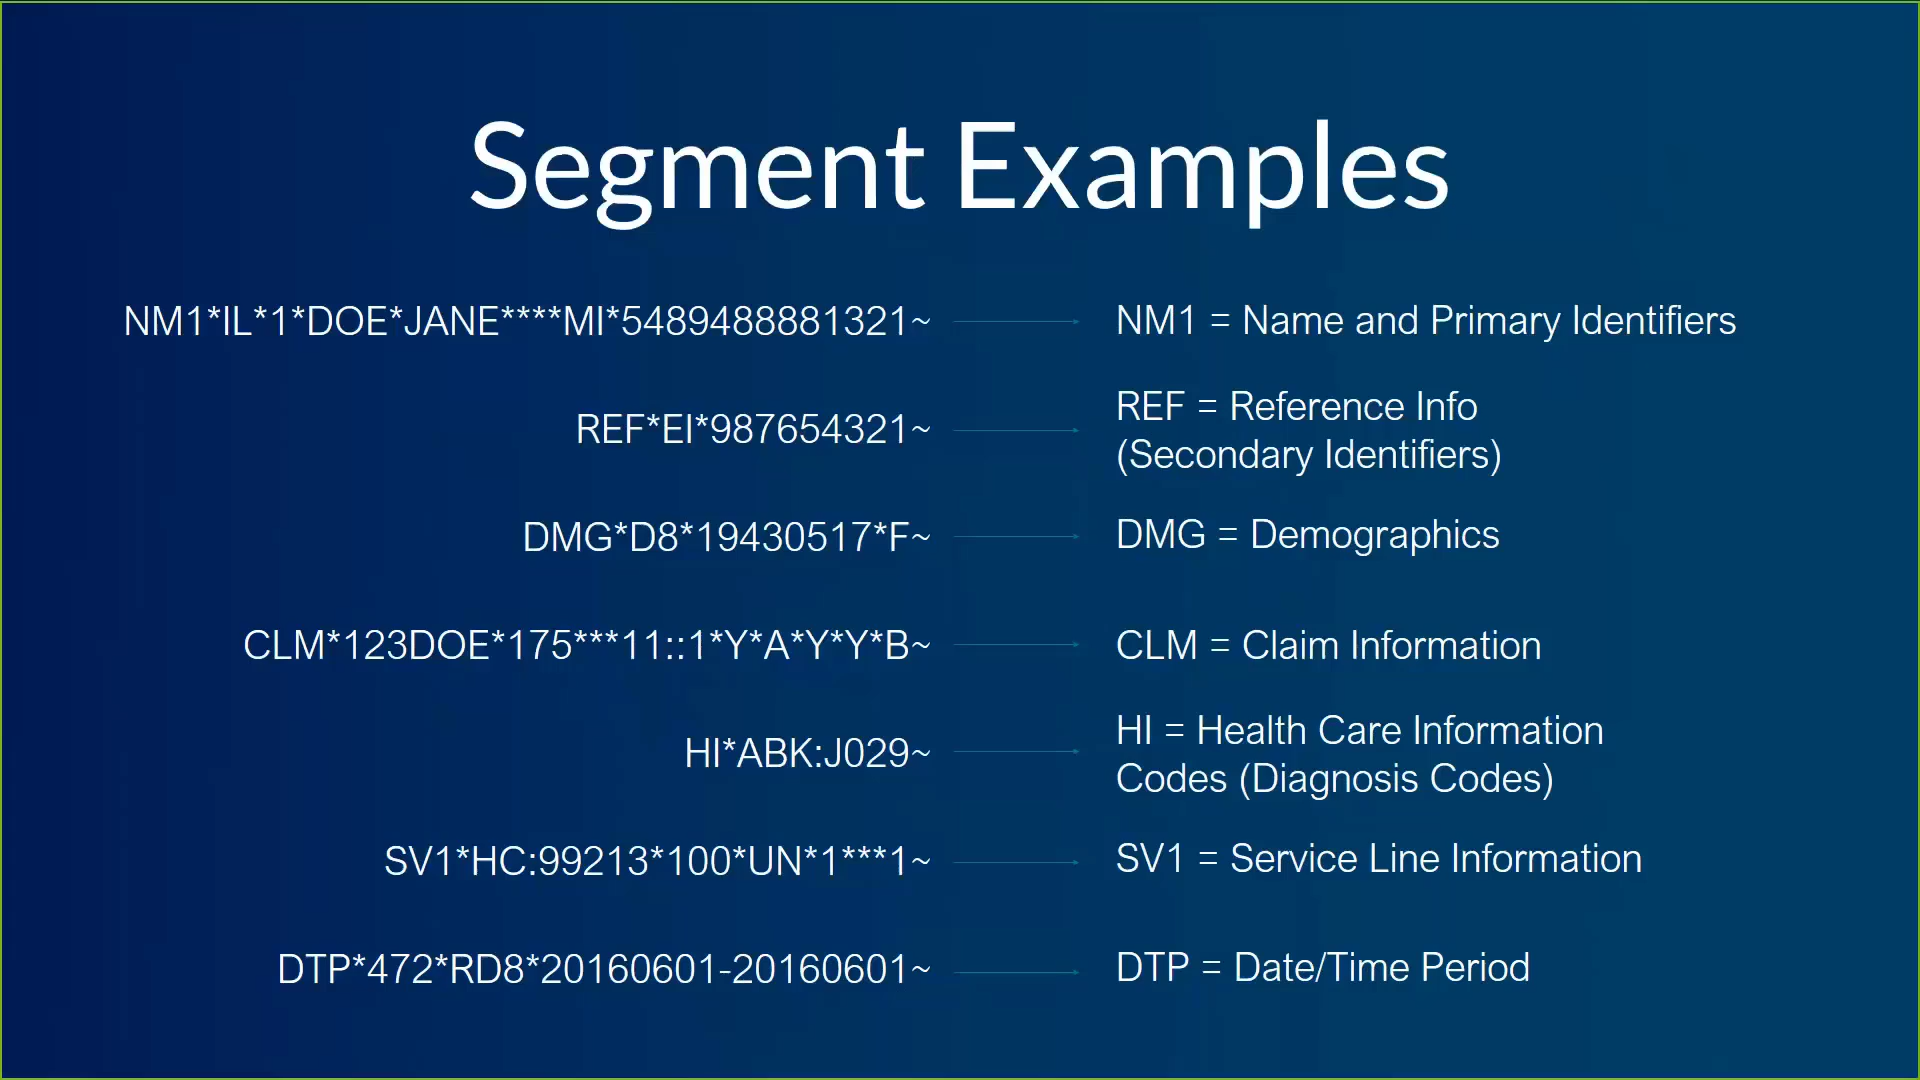 Segment Examples
NM1*IL*1*DOE*JANE****MI*5489488881321~
NM1 = Name and Primary Identifiers
REF*EI*987654321~
REF = Reference Info
(Secondary Identifiers)
DMG*D8*19430517*F~
DMG = Demographics
CLM*123DOE*175***11::1*Y*A*Y*Y*B~
CLM = Claim Information
HI*ABK:J029~
HI = Health Care Information
Codes (Diagnosis Codes)
SV1*HC:99213*100*UN*1***1~
SV1 = Service Line Information
DTP*472*RD8*20160601-20160601~
DTP = Date/Time Period